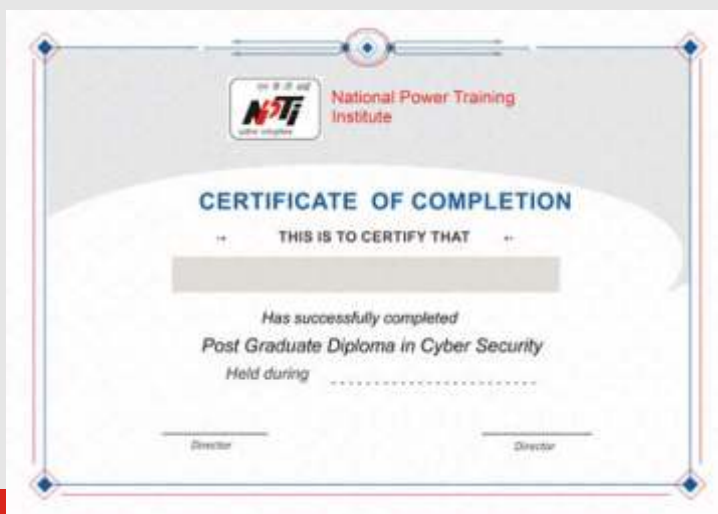 NPTi
National Power Training
Institute
CERTIFICATE OF COMPLETION
THIS IS TO CERTIFY THAT
Has successfully completed
Post Graduate Diploma in Cyber Security
Held during
Director
Director